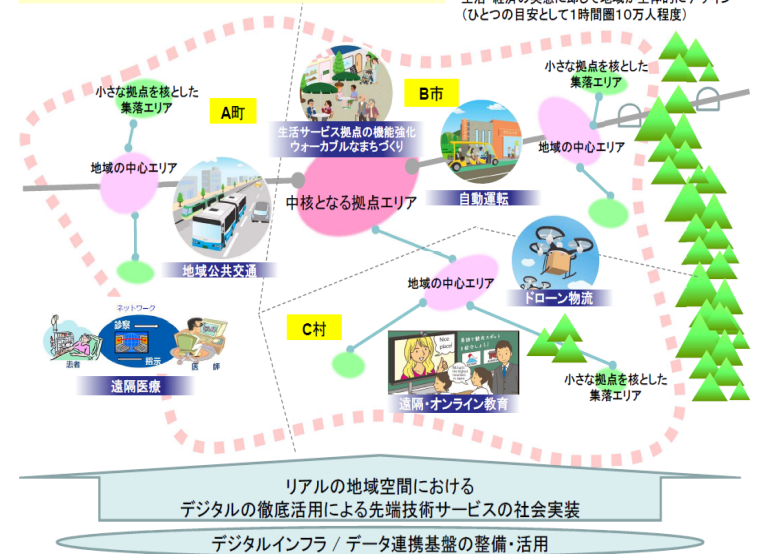 (ひとつの目安として1時間圏10万人程度)
小さな拠点を核とした
集落エリア
A町
B市
小さな拠点を核とした
集落エリア
生活サービス拠点の機能強化
ウォーカブルなまちづくり
地域の中心エリア
地域の中心エリア
中核となる拠点エリア
自動運転
地域公共交通
地域の中心エリア
ドローン物流
ネットワーク
診察
指示
患者
医師
遠隔医療
C村
Nice
place!
遠隔・オンライン教育
小さな拠点を核とした
集落エリア
リアルの地域空間における
デジタルの徹底活用による先端技術サービスの社会実装
デジタルインフラ / データ連携基盤の整備・活用